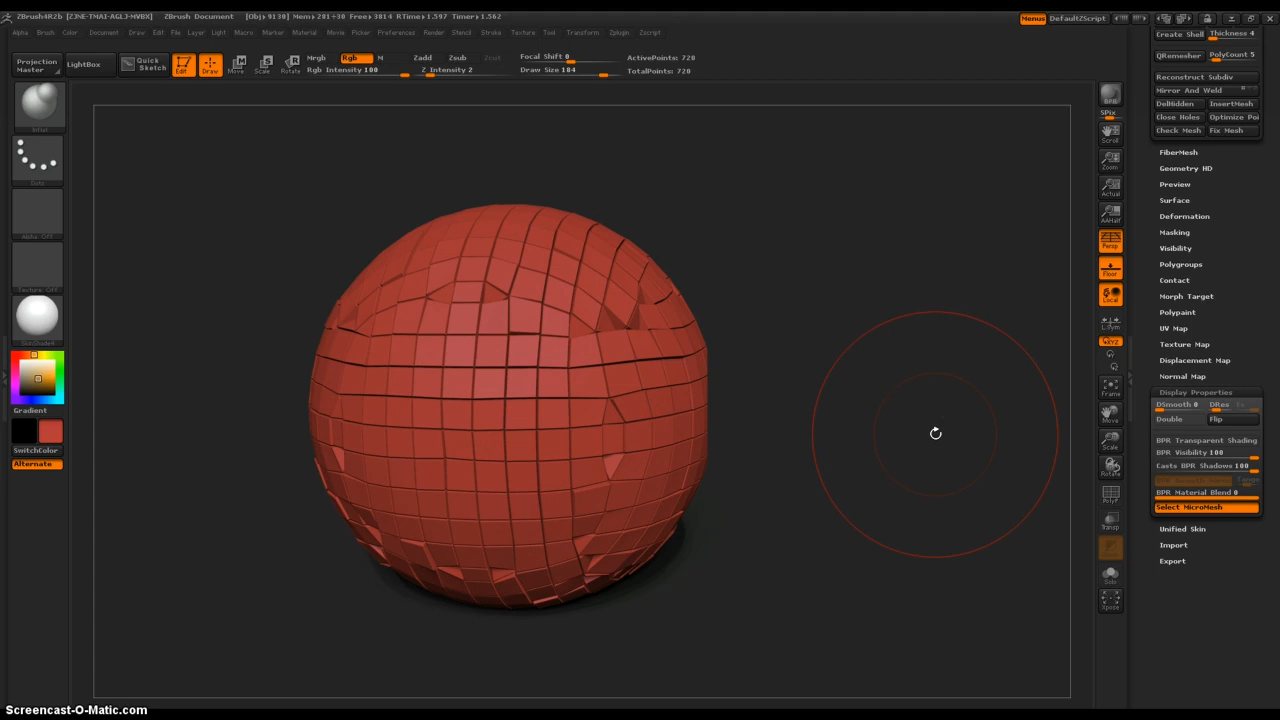 ZBrush4R2b [ZJNE-TMAI-AGLJ-MVBX] ZBrush Document [Obj»9130] Mem»281+30 Free»3814 RTime»1.597 Timer»1.562 Menus DefaultZScript
Alpha Brush Color Document Draw Edit File Layer Light Macro Marker Material Movie Picker Preferences Render Stencil Stroke Texture Tool Transform Zplugin Zscript
Projection Master
LightBox
Quick Sketch
Edit
Draw
Move
Scale
Rotate
Mrgb
Rgb
M
Zadd
Zsub
Rgb Intensity 100
Z Intensity 2
Focal Shift 0
Draw Size 184
ActivePoints: 720
TotalPoints: 720
Inflat
Dots
Alpha Off
Texture Off
Gradient
SwitchColor
Alternate
BPR
SPix
Scroll
Zoom
Actual
AAHalf
Persp
Floor
Local
L.Sym
XYZ
Frame
Move
Scale
Rotate
PolyF
Transp
Solo
Xpose
Create Shell Thickness 4
QRemesher PolyCount 5
Reconstruct Subdiv
Mirror And Weld
DelHidden InsertMesh
Close Holes Optimize Poi
Check Mesh Fix Mesh
FiberMesh
Geometry HD
Preview
Surface
Deformation
Masking
Visibility
Polygroups
Contact
Morph Target
Polypaint
UV Map
Texture Map
Displacement Map
Normal Map
Display Properties
DSmooth 0 DRes
Double Flip
BPR Transparent Shading
BPR Visibility 100
Casts BPR Shadows 100
BPR Material Blend 0
Select MicroMesh
Unified Skin
Import
Export
Screencast-O-Matic.com